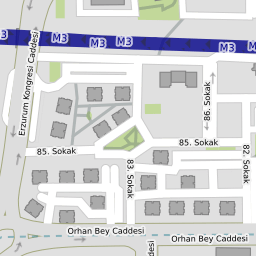 M3
M3
M3
M3
M3
Erzurum Kongresi Caddesi
86. Sokak
85. Sokak
85. Sokak
83. Sokak
82. Sokak
Orhan Bey Caddesi
Orhan Bey Caddesi